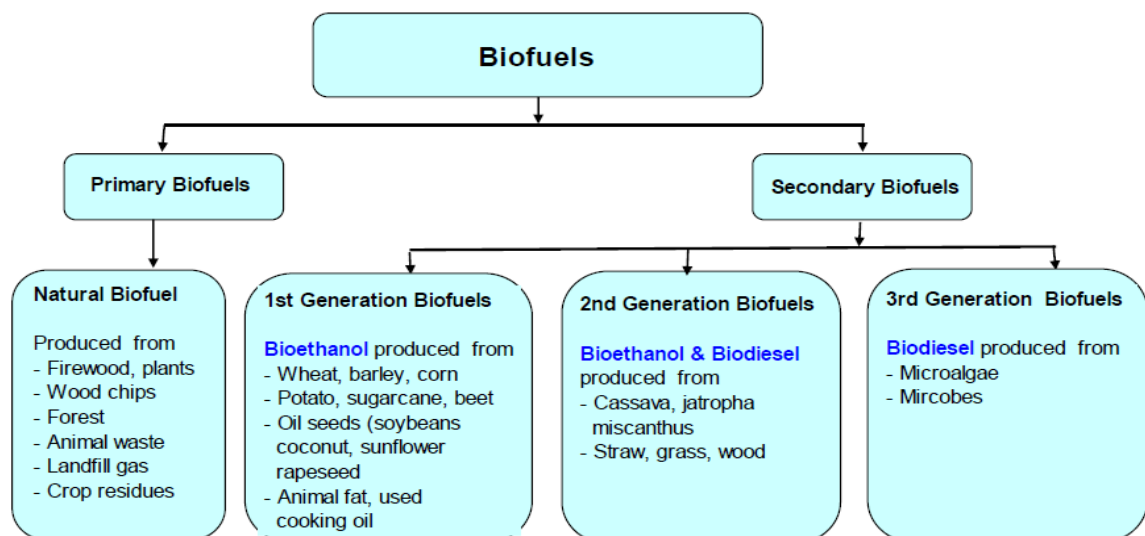 Biofuels
Primary Biofuels
Secondary Biofuels
Natural Biofuel
Produced from
- Firewood, plants
- Wood chips
- Forest
- Animal waste
- Landfill gas
- Crop residues
1st Generation Biofuels
Bioethanol produced from
- Wheat, barley, corn
- Potato, sugarcane, beet
- Oil seeds (soybeans
coconut, sunflower
rapeseed
- Animal fat, used
cooking oil
2nd Generation Biofuels
Bioethanol & Biodiesel
produced from
- Cassava, jatropha
miscanthus
- Straw, grass, wood
3rd Generation Biofuels
Biodiesel produced from
- Microalgae
- Mircobes